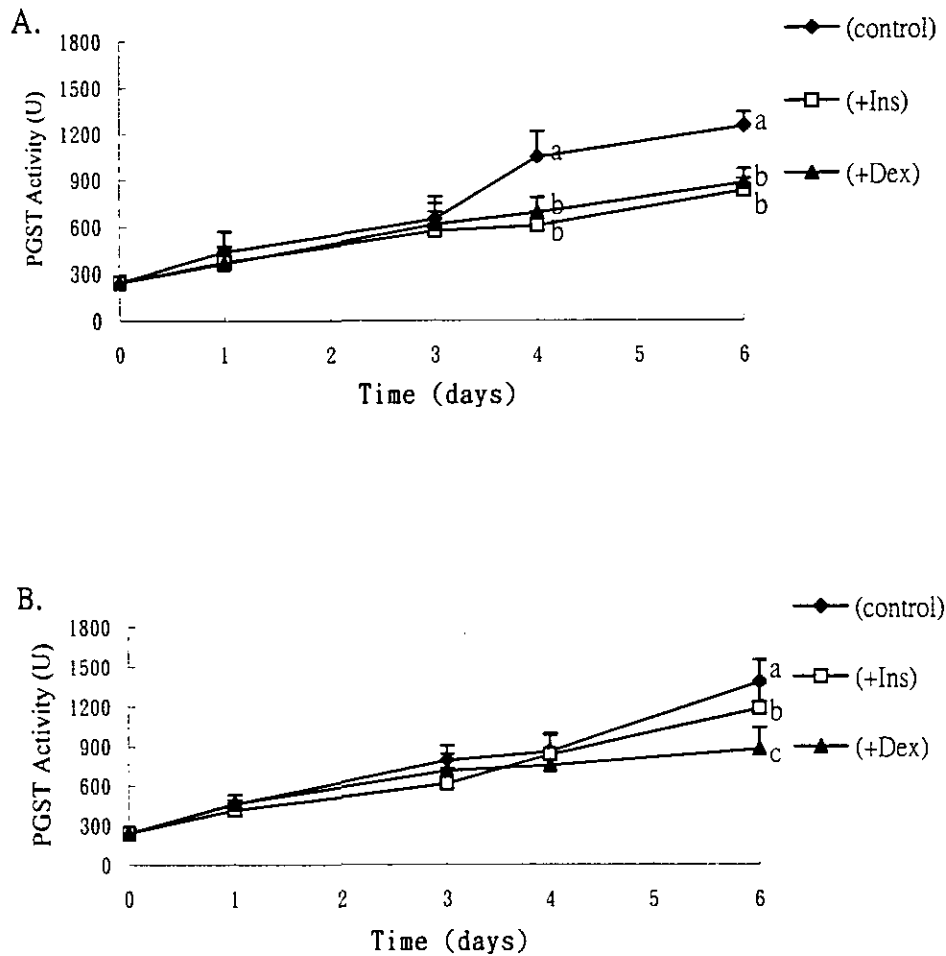 A.
1800
1500
1200
900
600
300
0
PGST Activity (U)
a
a
b
b
b
b
0 1 2 3 4 5 6
Time (days)
(control)
(+Ins)
(+Dex)
B.
1800
1500
1200
900
600
300
0
PGST Activity (U)
a
b
c
0 1 2 3 4 5 6
Time (days)
(control)
(+Ins)
(+Dex)